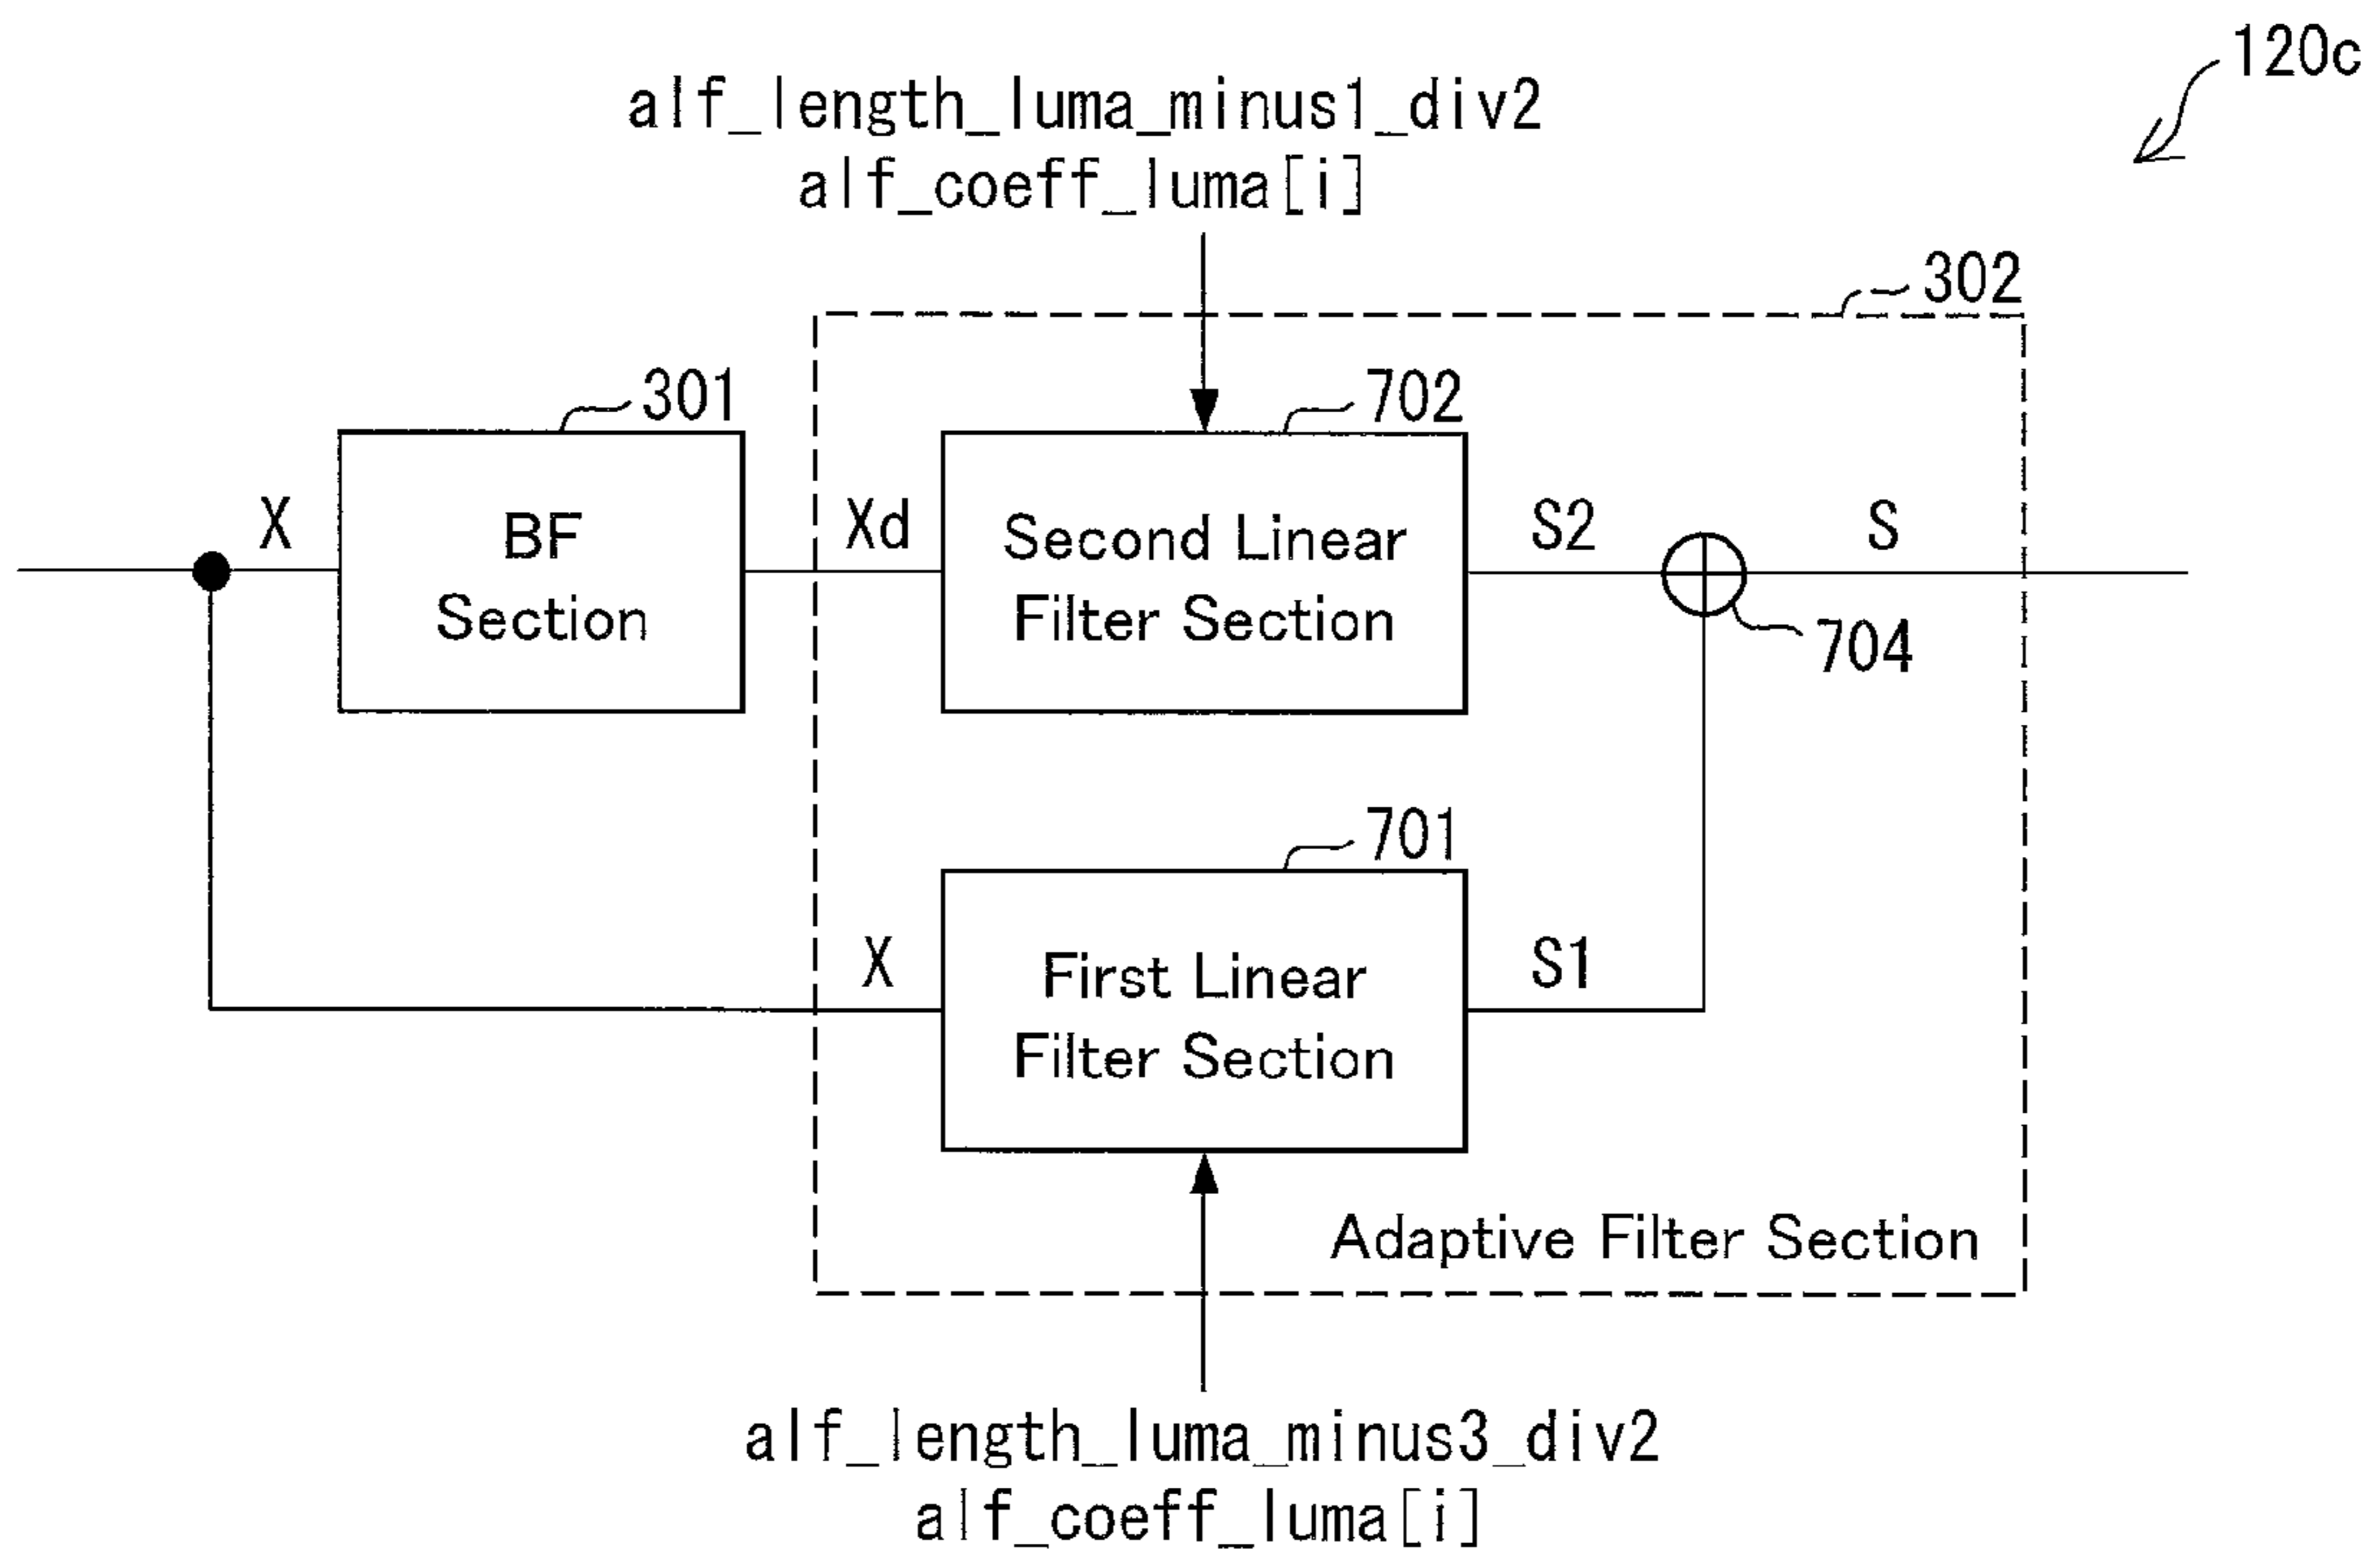 120c
alf_length_luma_minus1_div2
alf_coeff_luma[i]
302
301
702
X
BF
Section
Xd
Second Linear
Filter Section
S2
S
704
701
X
First Linear
Filter Section
S1
Adaptive Filter Section
alf_length_luma_minus3_div2
alf_coeff_luma[i]